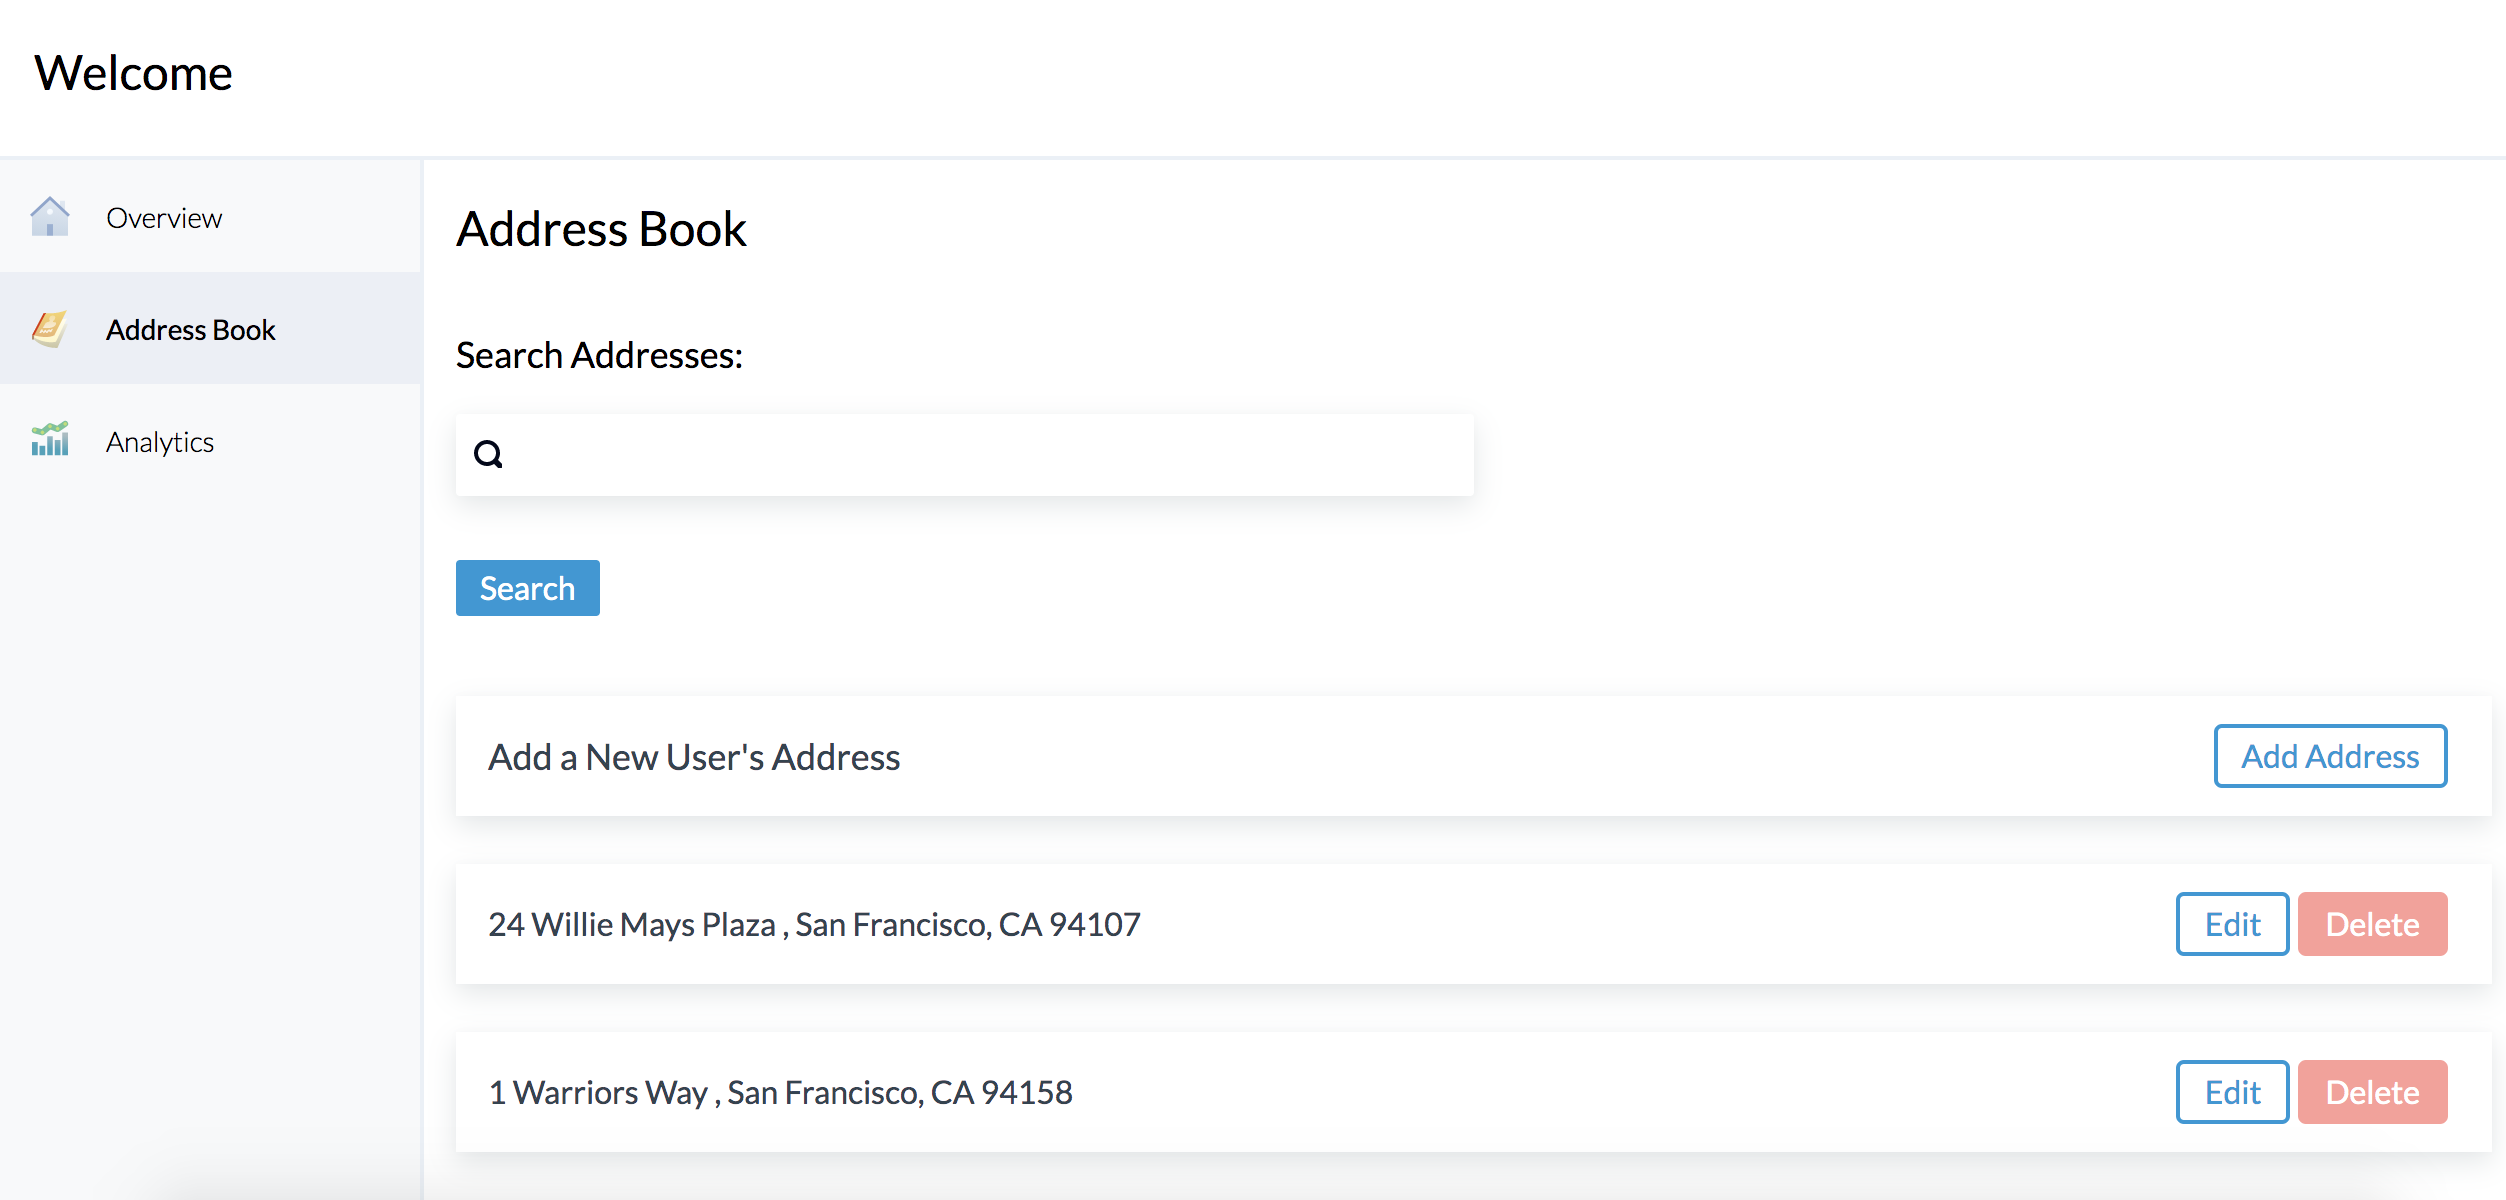 Welcome
Overview
Address Book
Analytics
Address Book
Search Addresses:
Search
Add a New User's Address
Add Address
24 Willie Mays Plaza , San Francisco, CA 94107
Edit
Delete
1 Warriors Way , San Francisco, CA 94158
Edit
Delete